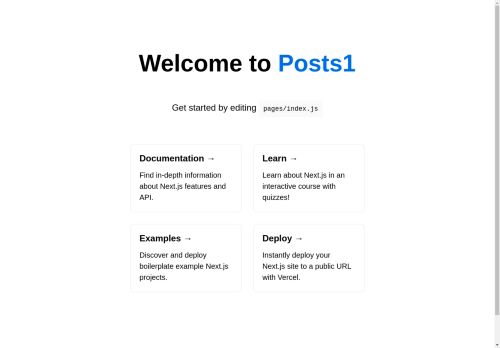 Welcome to Posts1
Get started by editing pages/index.js
Documentation →
Find in-depth information
about Next.js features and
API.
Learn →
Learn about Next.js in an
interactive course with
quizzes!
Examples →
Discover and deploy
boilerplate example Next.js
projects.
Deploy →
Instantly deploy your
Next.js site to a public URL
with Vercel.